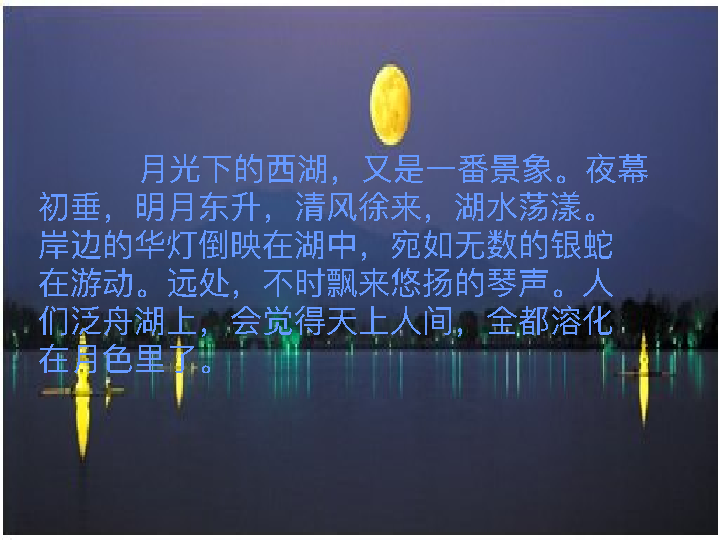 月光下的西湖，又是一番景象。夜幕
初垂，明月东升，清风徐来，湖水荡漾。
岸边的华灯倒映在湖中，宛如无数的银蛇
在游动。远处，不时飘来悠扬的琴声。人
们泛舟湖上，会觉得天上人间，全都溶化
在月色里了。